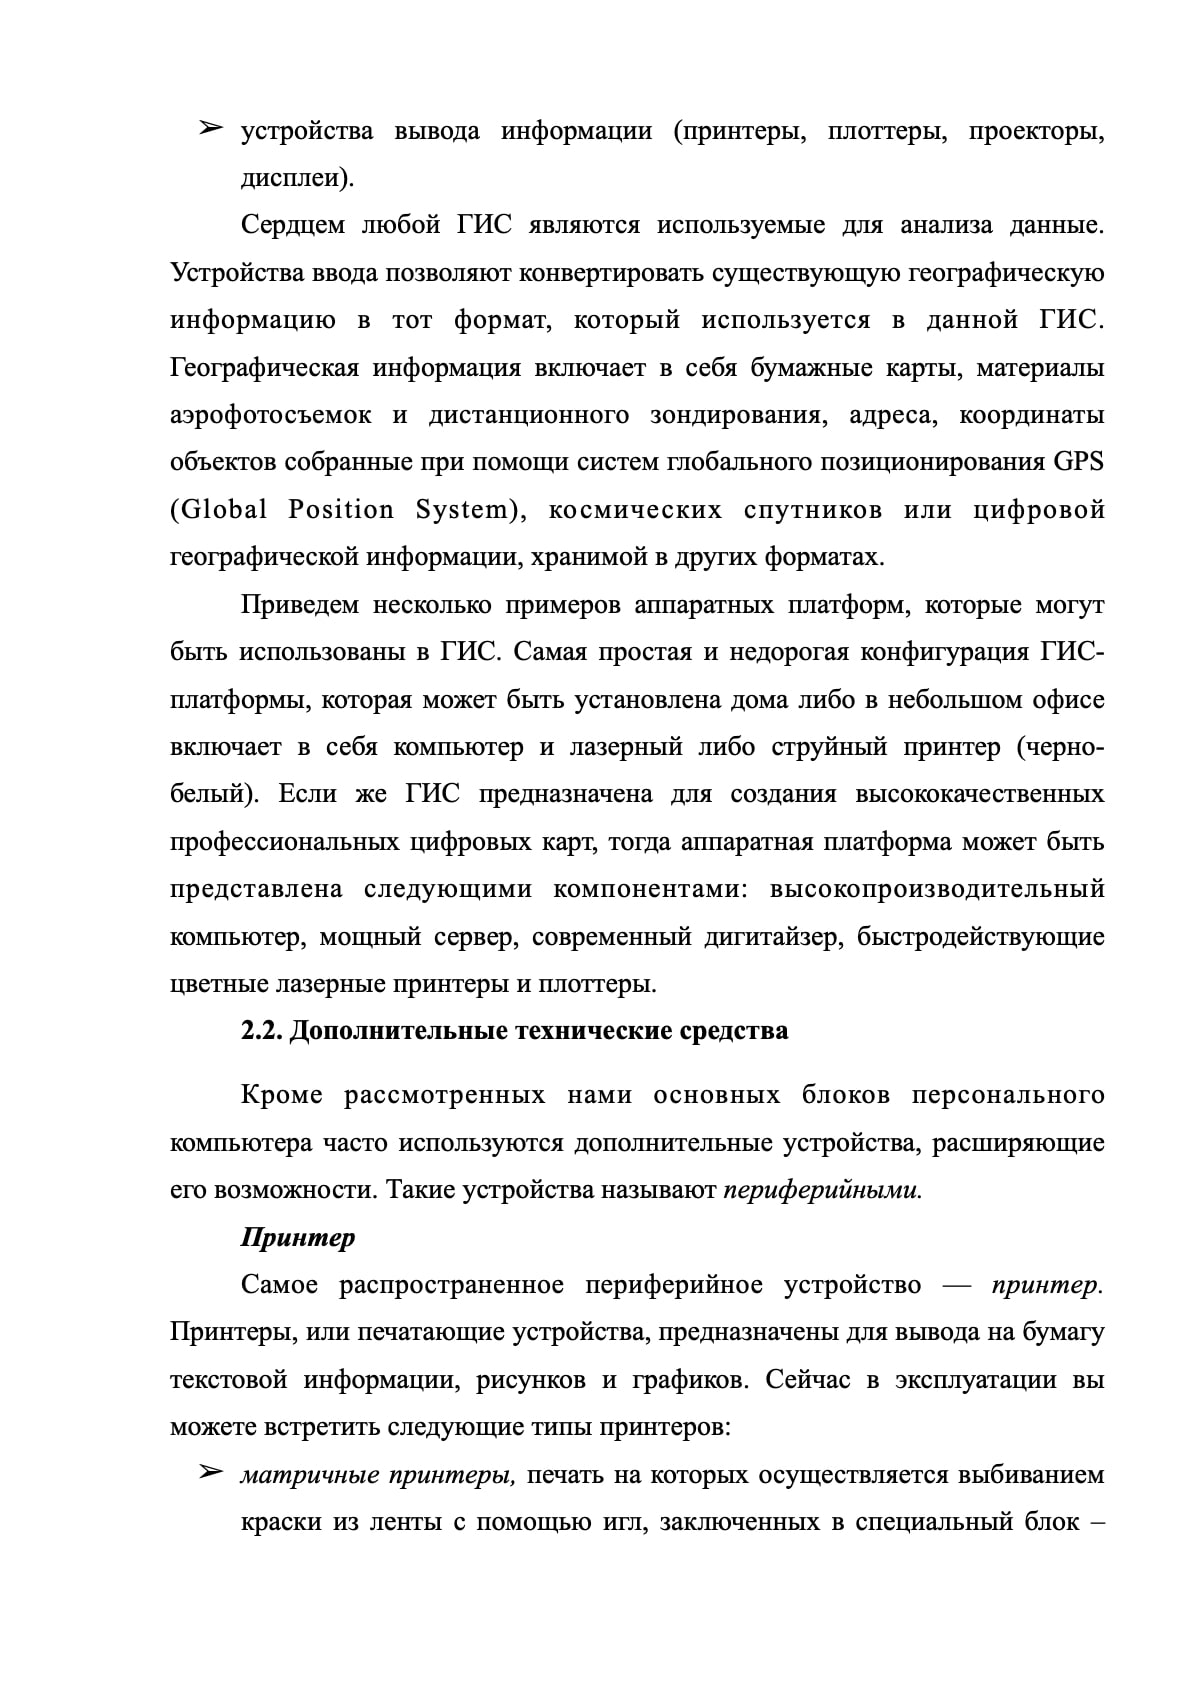 ➢ устройства вывода информации (принтеры, плоттеры, проекторы,
дисплеи).
Сердцем любой ГИС являются используемые для анализа данные.
Устройства ввода позволяют конвертировать существующую географическую
информацию в тот формат, который используется в данной ГИС.
Географическая информация включает в себя бумажные карты, материалы
аэрофотосъемок и дистанционного зондирования, адреса, координаты
объектов собранные при помощи систем глобального позиционирования GPS
(Global Position System), космических спутников или цифровой
географической информации, хранимой в других форматах.
Приведем несколько примеров аппаратных платформ, которые могут
быть использованы в ГИС. Самая простая и недорогая конфигурация ГИС-
платформы, которая может быть установлена дома либо в небольшом офисе
включает в себя компьютер и лазерный либо струйный принтер (черно-
белый). Если же ГИС предназначена для создания высококачественных
профессиональных цифровых карт, тогда аппаратная платформа может быть
представлена следующими компонентами: высокопроизводительный
компьютер, мощный сервер, современный дигитайзер, быстродействующие
цветные лазерные принтеры и плоттеры.
2.2. Дополнительные технические средства
Кроме рассмотренных нами основных блоков персонального
компьютера часто используются дополнительные устройства, расширяющие
его возможности. Такие устройства называют периферийными.
Принтер
Самое распространенное периферийное устройство — принтер.
Принтеры, или печатающие устройства, предназначены для вывода на бумагу
текстовой информации, рисунков и графиков. Сейчас в эксплуатации вы
можете встретить следующие типы принтеров:
➢ матричные принтеры, печать на которых осуществляется выбиванием
краски из ленты с помощью игл, заключенных в специальный блок –